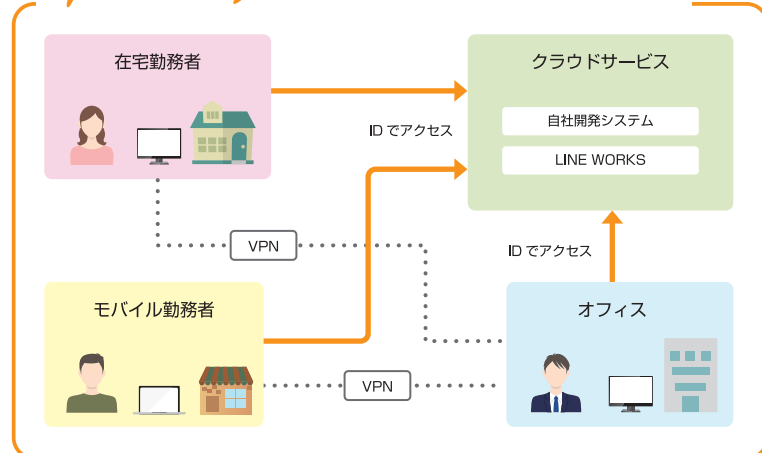 在宅勤務者
クラウドサービス
自社開発システム
LINE WORKS
IDでアクセス
VPN
IDでアクセス
モバイル勤務者
オフィス
VPN